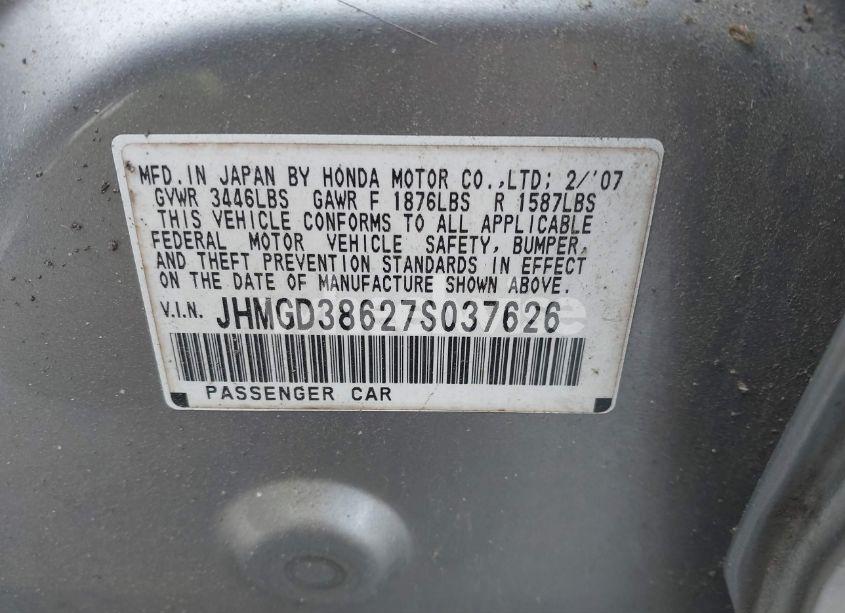 MFD. IN JAPAN BY HONDA MOTOR CO.,LTD; 2/'07
GVWR 3446LBS GAWR F 1876LBS R 1587LBS
THIS VEHICLE CONFORMS TO ALL APPLICABLE
FEDERAL MOTOR VEHICLE SAFETY, BUMPER,
AND THEFT PREVENTION STANDARDS IN EFFECT
ON THE DATE OF MANUFACTURE SHOWN ABOVE.
V.I.N. JHMGD38627S037626
PASSENGER CAR